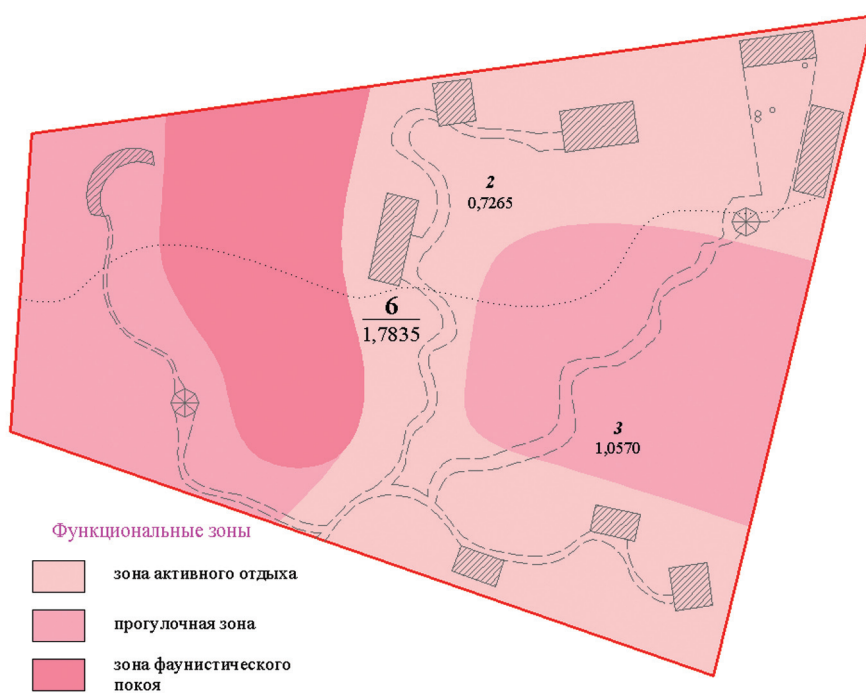 2
0,7265
6
1,7835
3
1,0570
Функциональные зоны
зона активного отдыха
прогулочная зона
зона фаунистического
покоя